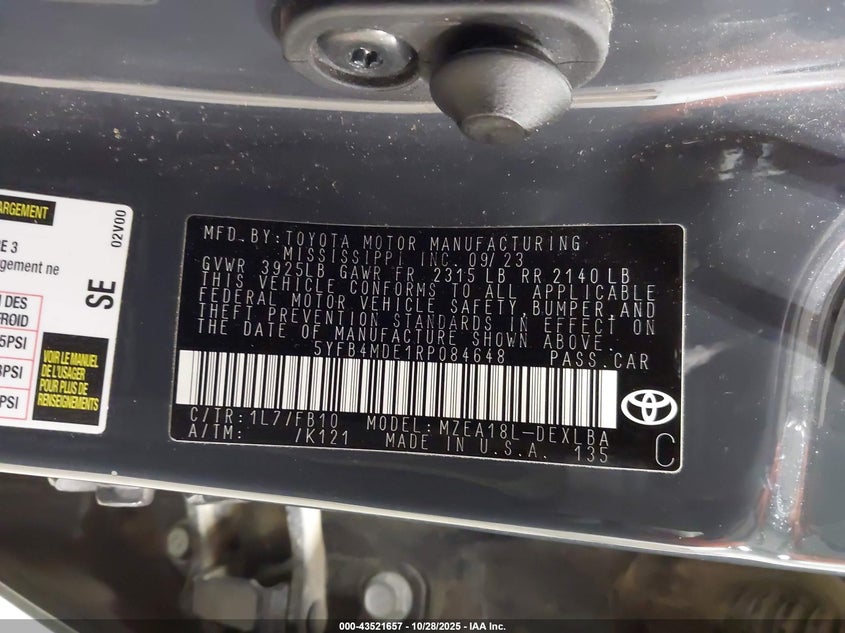 ARGEMENT
02V00
E 3
rgement ne
SE
N DES
FROID
5PSI
3PSI
PSI
VOIR LE MANUEL
DE L'USAGER
POUR PLUS DE
RENSEIGNEMENTS
MFD. BY: TOYOTA MOTOR MANUFACTURING
MISSISSIPPI INC. 09/23
GVWR 3925LB GAWR FR 2315 LB RR 2140 LB
THIS VEHICLE CONFORMS TO ALL APPLICABLE
FEDERAL MOTOR VEHICLE SAFETY, BUMPER, AND
THEFT PREVENTION STANDARDS IN EFFECT ON
THE DATE OF MANUFACTURE SHOWN ABOVE.
5YFB4MDE1RP084648 PASS. CAR
C/TR: 1L7/FB10 MODEL: MZEA18L-DEXLBA
A/TM: /K121 MADE IN U.S.A. 135
C
000-43521657 - 10/28/2025 - IAA Inc.